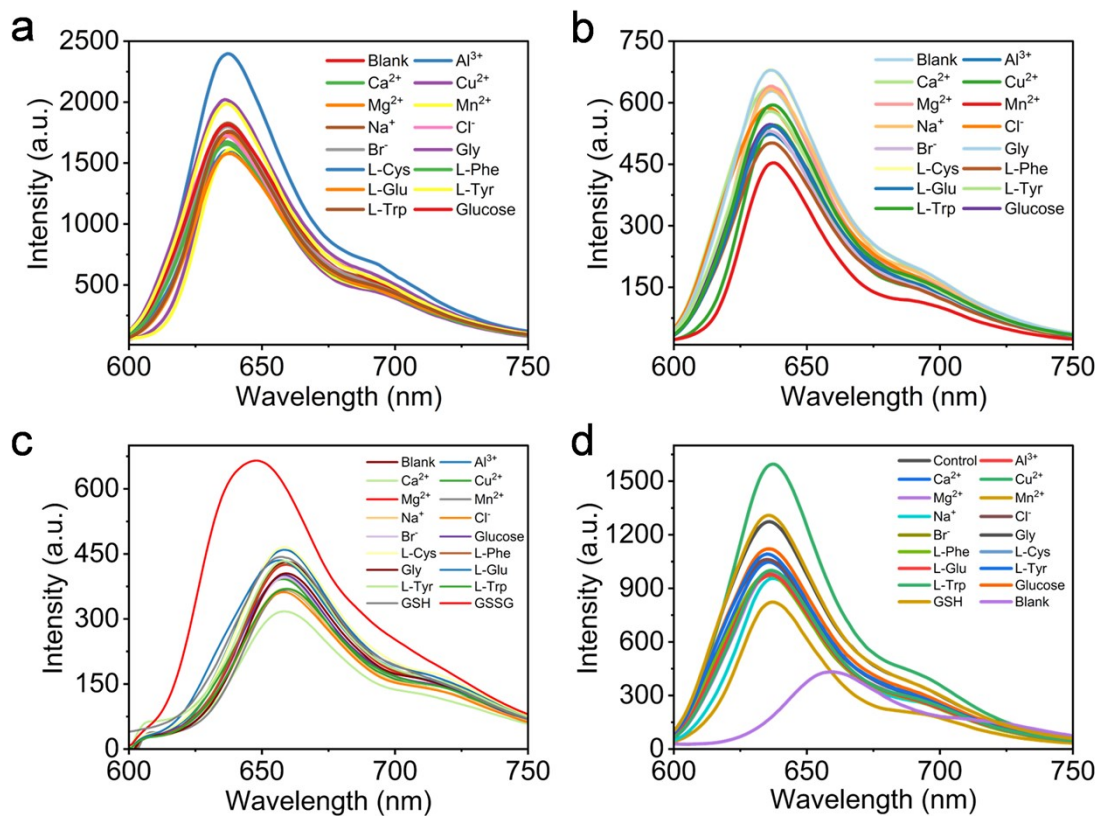 a
2500
2000
1500
1000
500
Intensity (a.u.)
Blank Al³⁺
Ca²⁺ Cu²⁺
Mg²⁺ Mn²⁺
Na⁺ Cl⁻
Br⁻ Gly
L-Cys L-Phe
L-Glu L-Tyr
L-Trp Glucose
600 650 700 750
Wavelength (nm)
b
750
600
450
300
150
Intensity (a.u.)
Blank Al³⁺
Ca²⁺ Cu²⁺
Mg²⁺ Mn²⁺
Na⁺ Cl⁻
Br⁻ Gly
L-Cys L-Phe
L-Glu L-Tyr
L-Trp Glucose
600 650 700 750
Wavelength (nm)
c
600
450
300
150
0
Intensity (a.u.)
Blank Al³⁺
Ca²⁺ Cu²⁺
Mg²⁺ Mn²⁺
Na⁺ Cl⁻
Br⁻ Glucose
L-Cys L-Phe
Gly L-Glu
L-Tyr L-Trp
GSH GSSG
600 650 700 750
Wavelength (nm)
d
1500
1200
900
600
300
0
Intensity (a.u.)
Control Al³⁺
Ca²⁺ Cu²⁺
Mg²⁺ Mn²⁺
Na⁺ Cl⁻
Br⁻ Gly
L-Phe L-Cys
L-Glu L-Tyr
L-Trp Glucose
GSH Blank
600 650 700 750
Wavelength (nm)